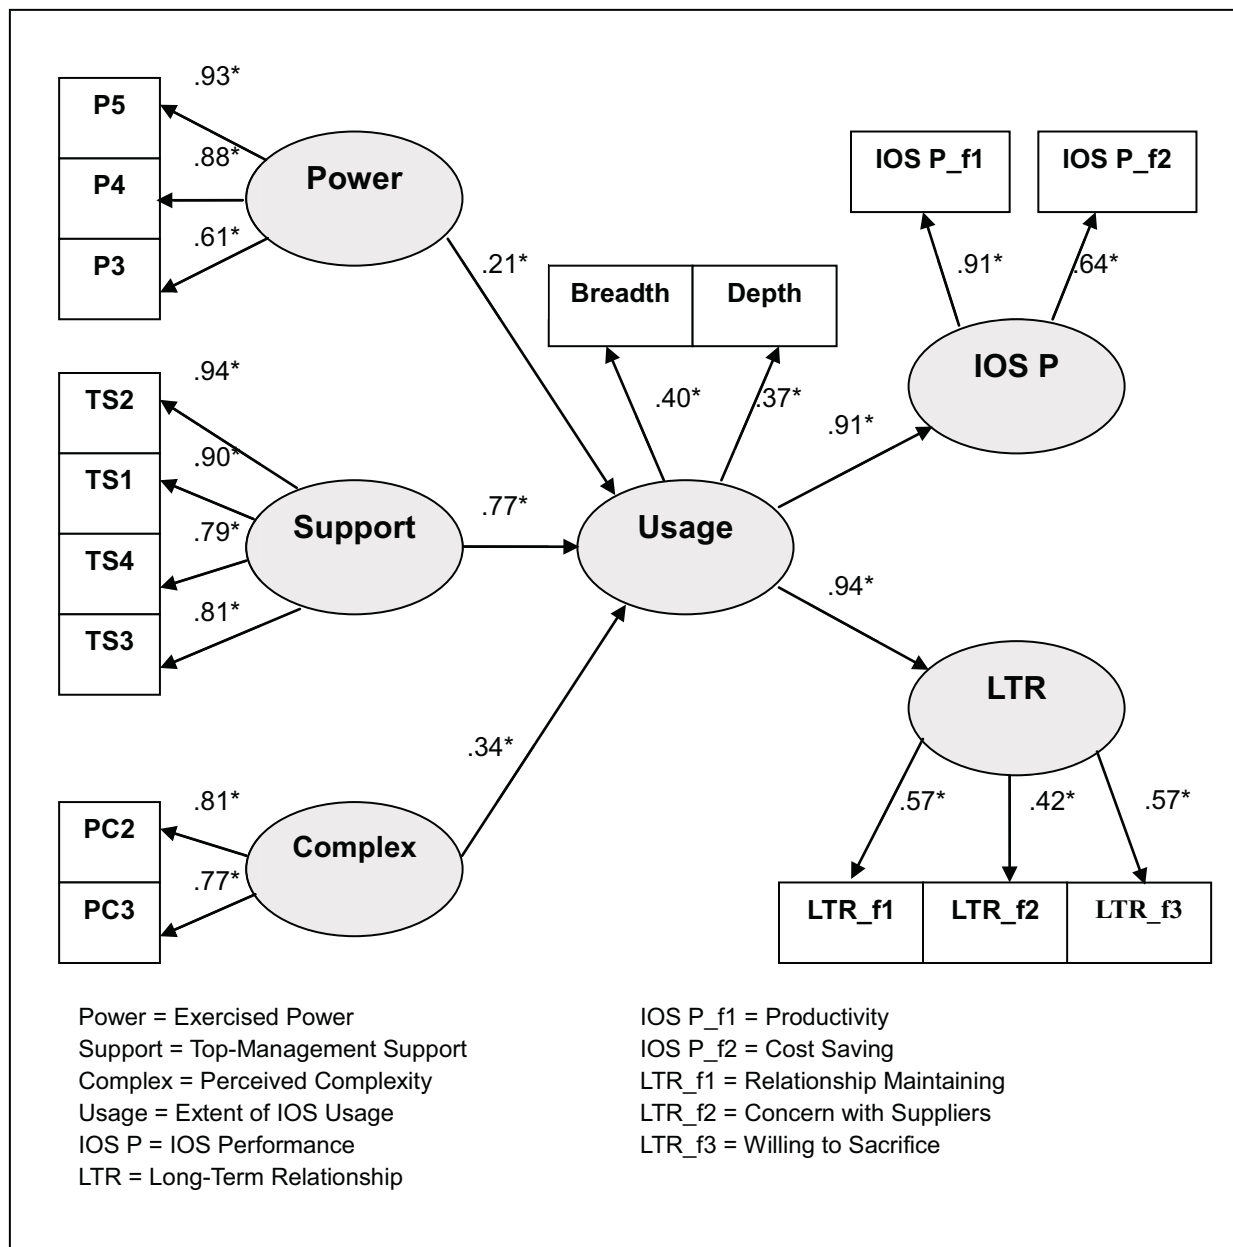 .93*
P5
.88*
Power
P4
.61*
P3
.21*
IOS P_f1
IOS P_f2
.91*
.64*
Breadth
Depth
IOS P
.94*
TS2
.40*
.37*
.91*
.90*
TS1
.79*
Support
.77*
Usage
TS4
.81*
TS3
.94*
LTR
.34*
.81*
PC2
Complex
.77*
PC3
.57*
.42*
.57*
LTR_f1
LTR_f2
LTR_f3
Power = Exercised Power
Support = Top-Management Support
Complex = Perceived Complexity
Usage = Extent of IOS Usage
IOS P = IOS Performance
LTR = Long-Term Relationship
IOS P_f1 = Productivity
IOS P_f2 = Cost Saving
LTR_f1 = Relationship Maintaining
LTR_f2 = Concern with Suppliers
LTR_f3 = Willing to Sacrifice